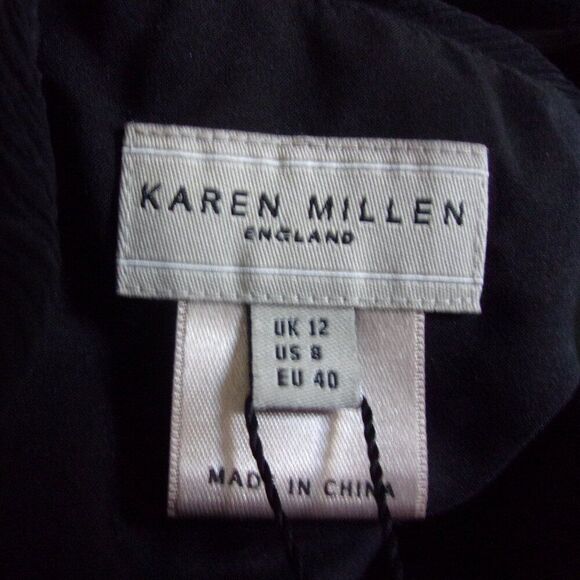 KAREN MILLEN
ENGLAND
UK 12
US 8
EU 40
MADE IN CHINA